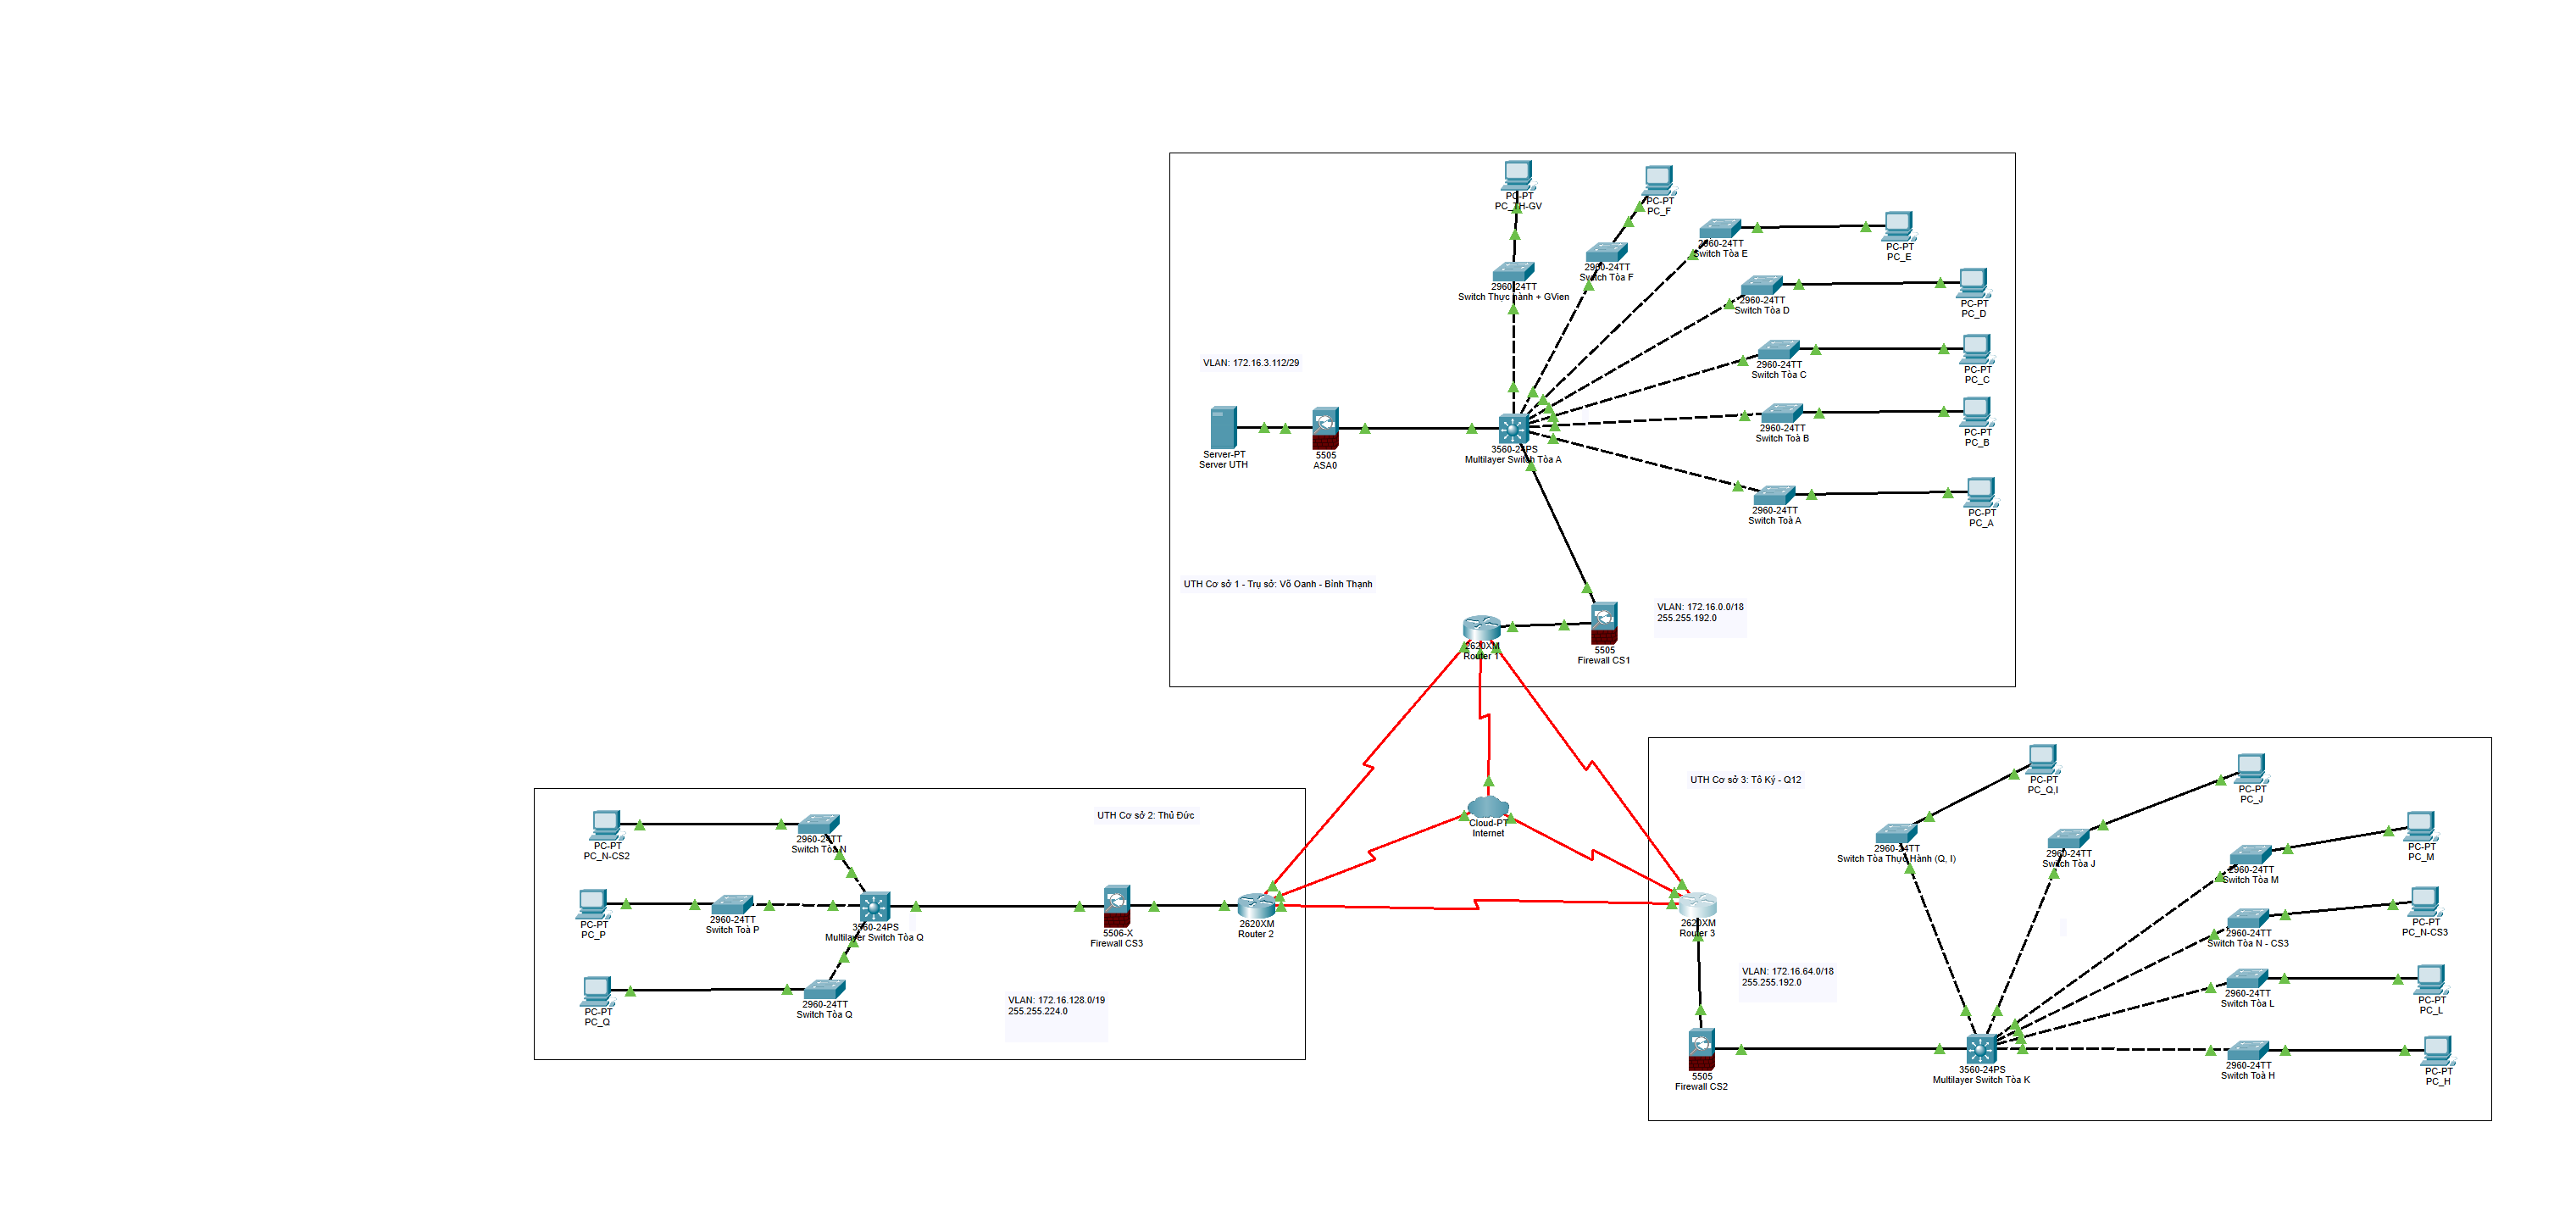 PC-PT
PC_TH-GV
PC-PT
PC_F
2960-24TT
Switch Tòa E
PC-PT
PC_E
2960-24TT
Switch Tòa F
2960-24TT
Switch Thực hành + GVien
2960-24TT
Switch Tòa D
PC-PT
PC_D
VLAN: 172.16.3.112/29
2960-24TT
Switch Tòa C
PC-PT
PC_C
Server-PT
Server UTH
5505
ASA0
3560-24PS
Multilayer Switch Tòa A
2960-24TT
Switch Toà B
PC-PT
PC_B
2960-24TT
Switch Toà A
PC-PT
PC_A
UTH Cơ sở 1 - Trụ sở: Võ Oanh - Bình Thạnh
VLAN: 172.16.0.0/18
255.255.192.0
2620XM
Router 1
5505
Firewall CS1
UTH Cơ sở 2: Thủ Đức
Cloud-PT
Internet
UTH Cơ sở 3: Tô Ký - Q12
PC-PT
PC_Q,I
PC-PT
PC_J
PC-PT
PC_N-CS2
2960-24TT
Switch Tòa N
2960-24TT
Switch Tòa Thực Hành (Q, I)
2960-24TT
Switch Tòa J
2960-24TT
Switch Tòa M
PC-PT
PC_M
PC-PT
PC_P
2960-24TT
Switch Toà P
3560-24PS
Multilayer Switch Tòa Q
5506-X
Firewall CS3
2620XM
Router 2
2620XM
Router 3
2960-24TT
Switch Tòa N - CS3
PC-PT
PC_N-CS3
VLAN: 172.16.64.0/18
255.255.192.0
2960-24TT
Switch Tòa L
PC-PT
PC_L
PC-PT
PC_Q
2960-24TT
Switch Tòa Q
VLAN: 172.16.128.0/19
255.255.224.0
5505
Firewall CS2
3560-24PS
Multilayer Switch Tòa K
2960-24TT
Switch Toà H
PC-PT
PC_H